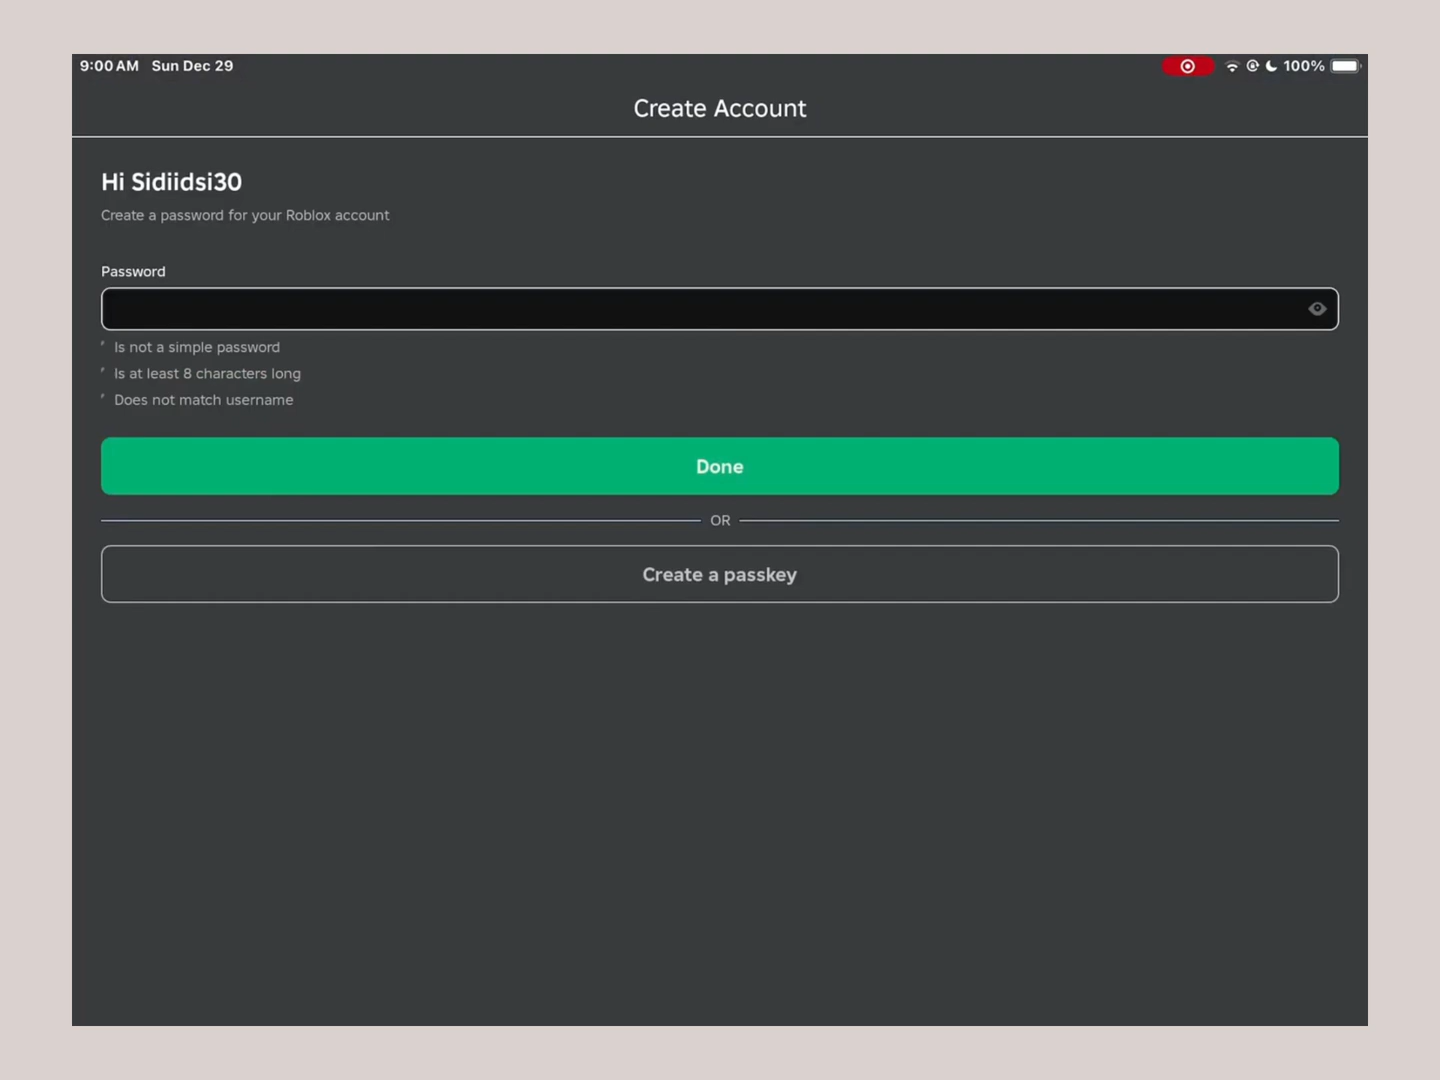 9:00 AM Sun Dec 29 100%
Create Account
Hi Sidiidsi30
Create a password for your Roblox account
Password
Is not a simple password
Is at least 8 characters long
Does not match username
Done
OR
Create a passkey